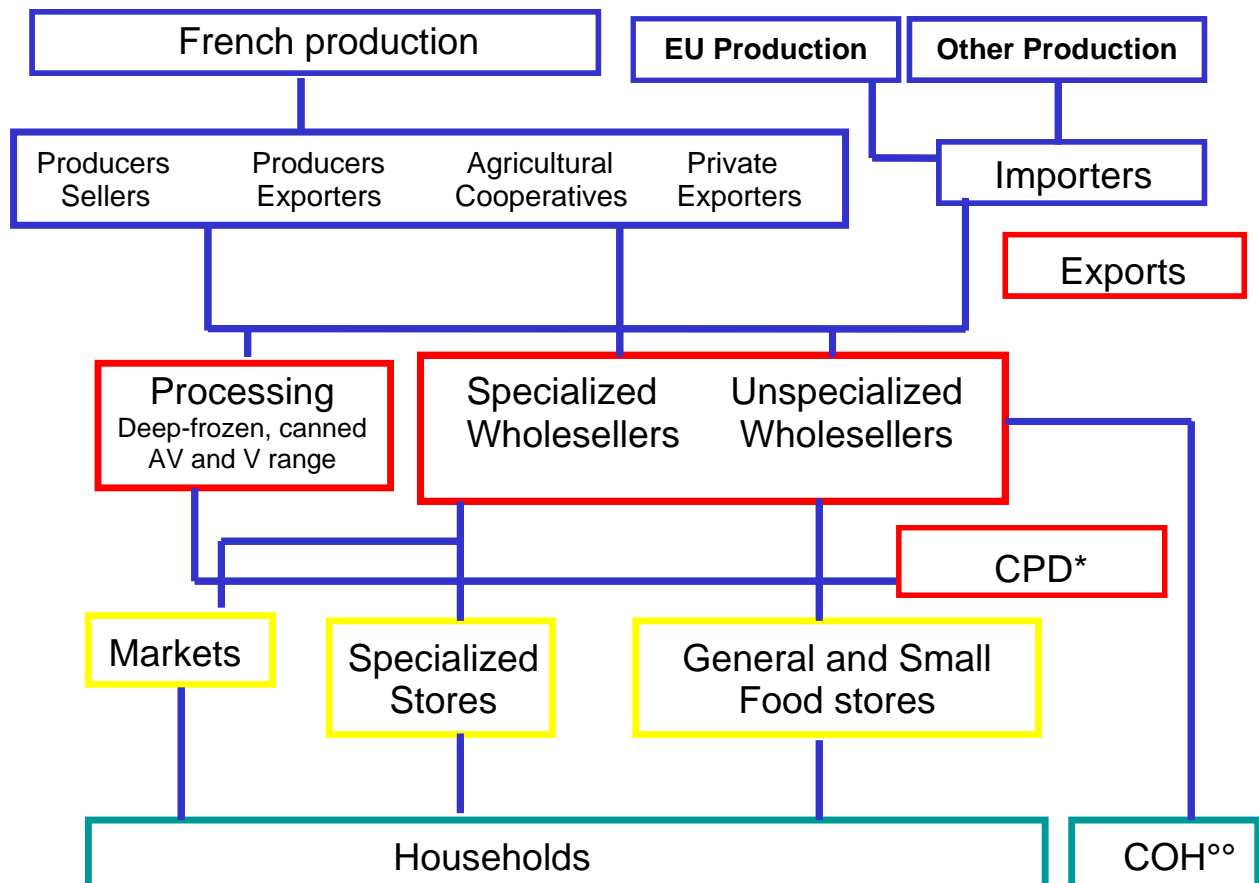 French production
EU Production
Other Production
Producers
Sellers
Producers
Exporters
Agricultural
Cooperatives
Private
Exporters
Importers
Exports
Processing
Deep-frozen, canned
AV and V range
Specialized
Wholesellers
Unspecialized
Wholesellers
CPD*
Markets
Specialized
Stores
General and Small
Food stores
Households
COH°°